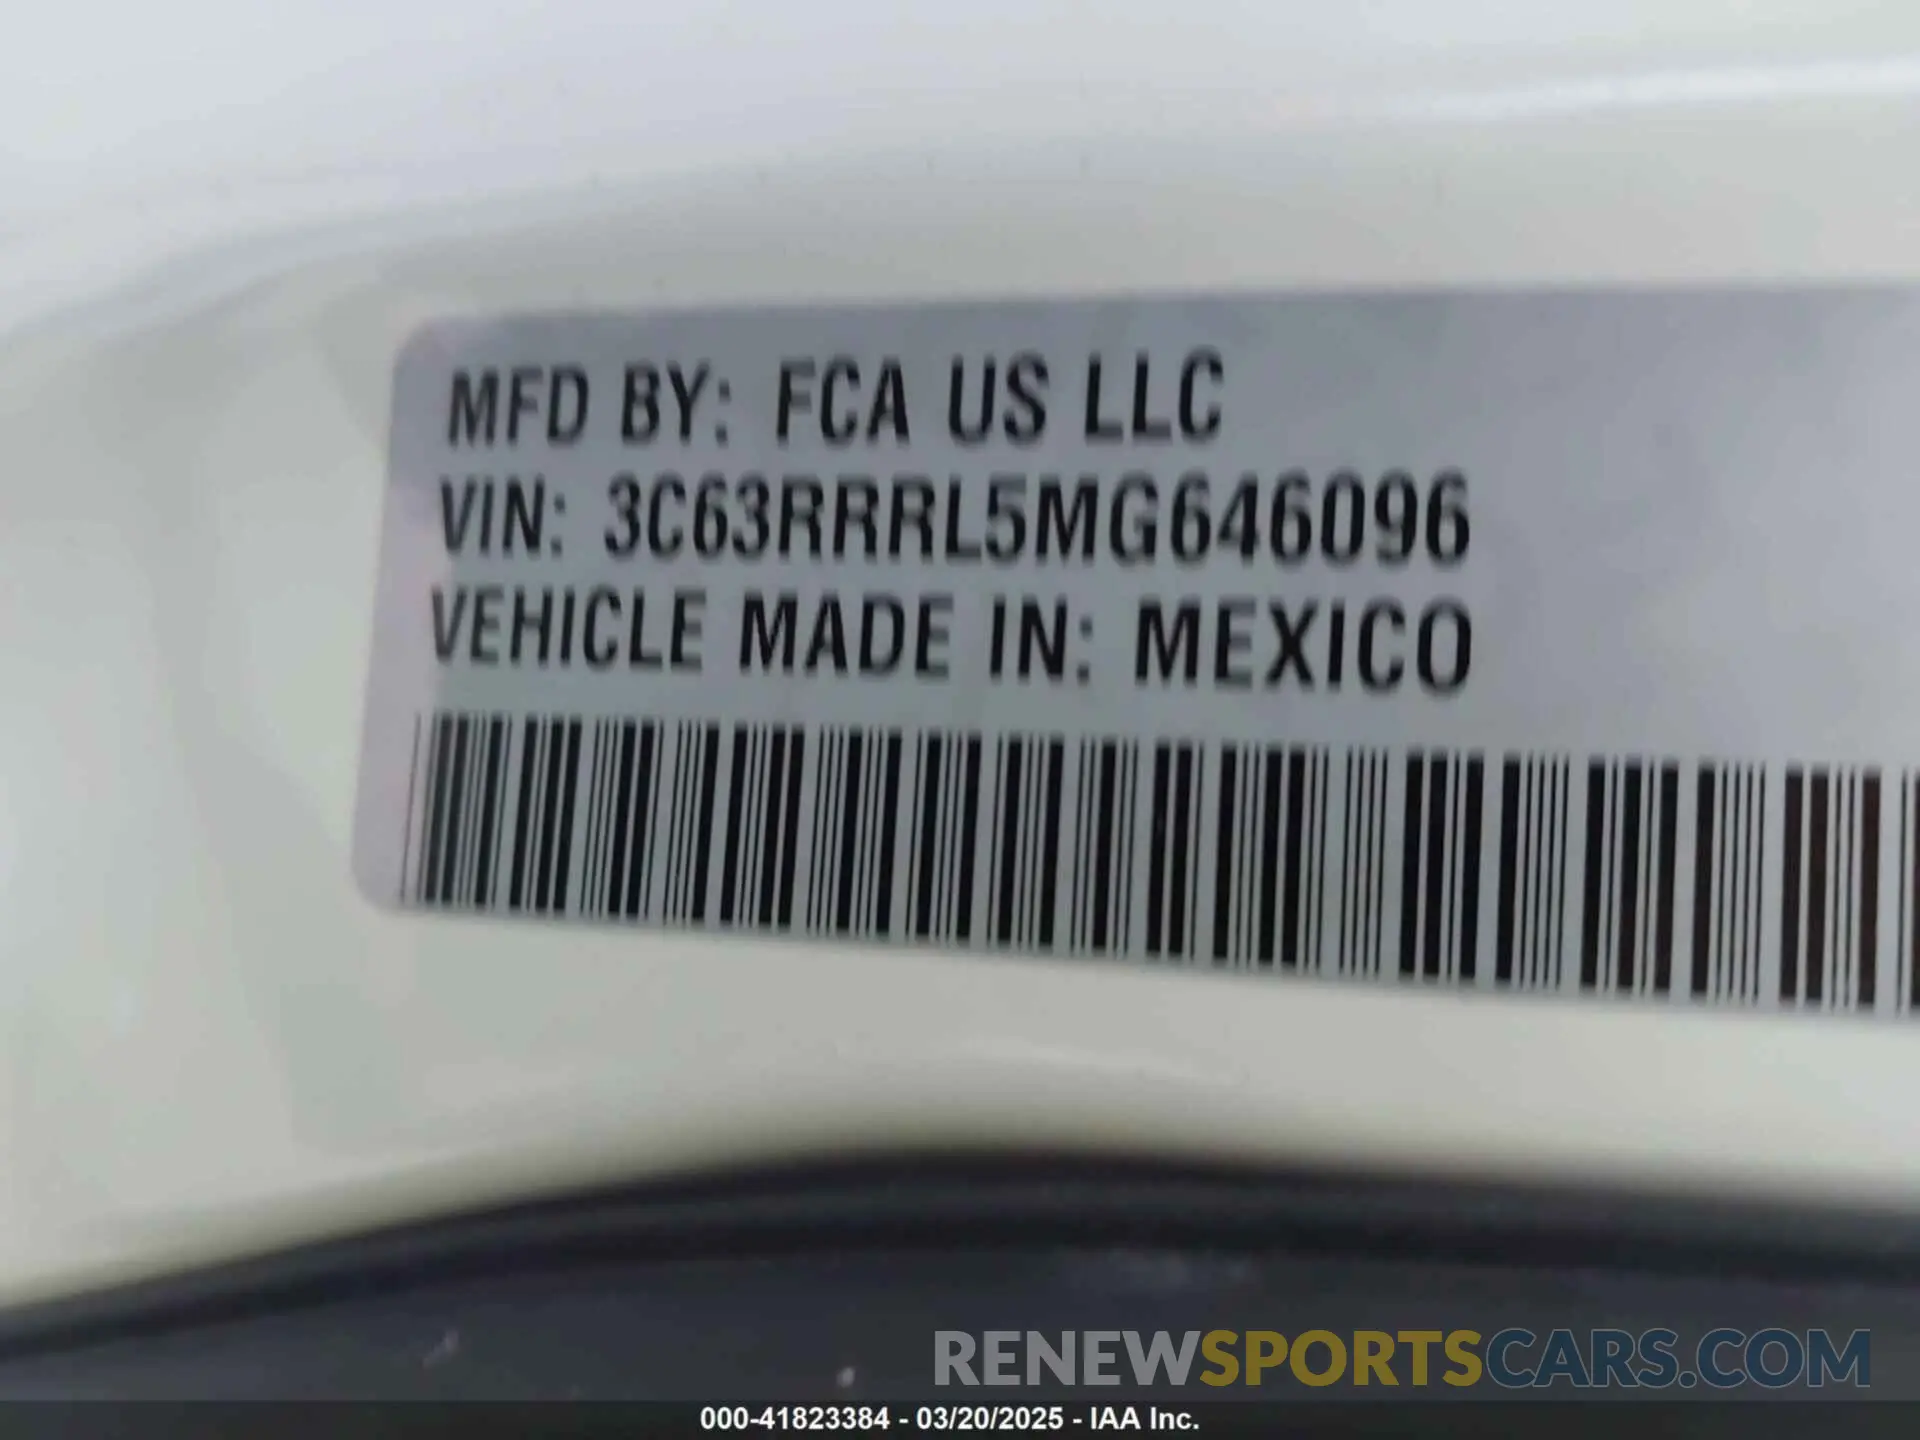 MFD BY: FCA US LLC
VIN: 3C63RRRL5MG646096
VEHICLE MADE IN: MEXICO
RENEWSPORTSCARS.COM
000-41823384 - 03/20/2025 - IAA Inc.